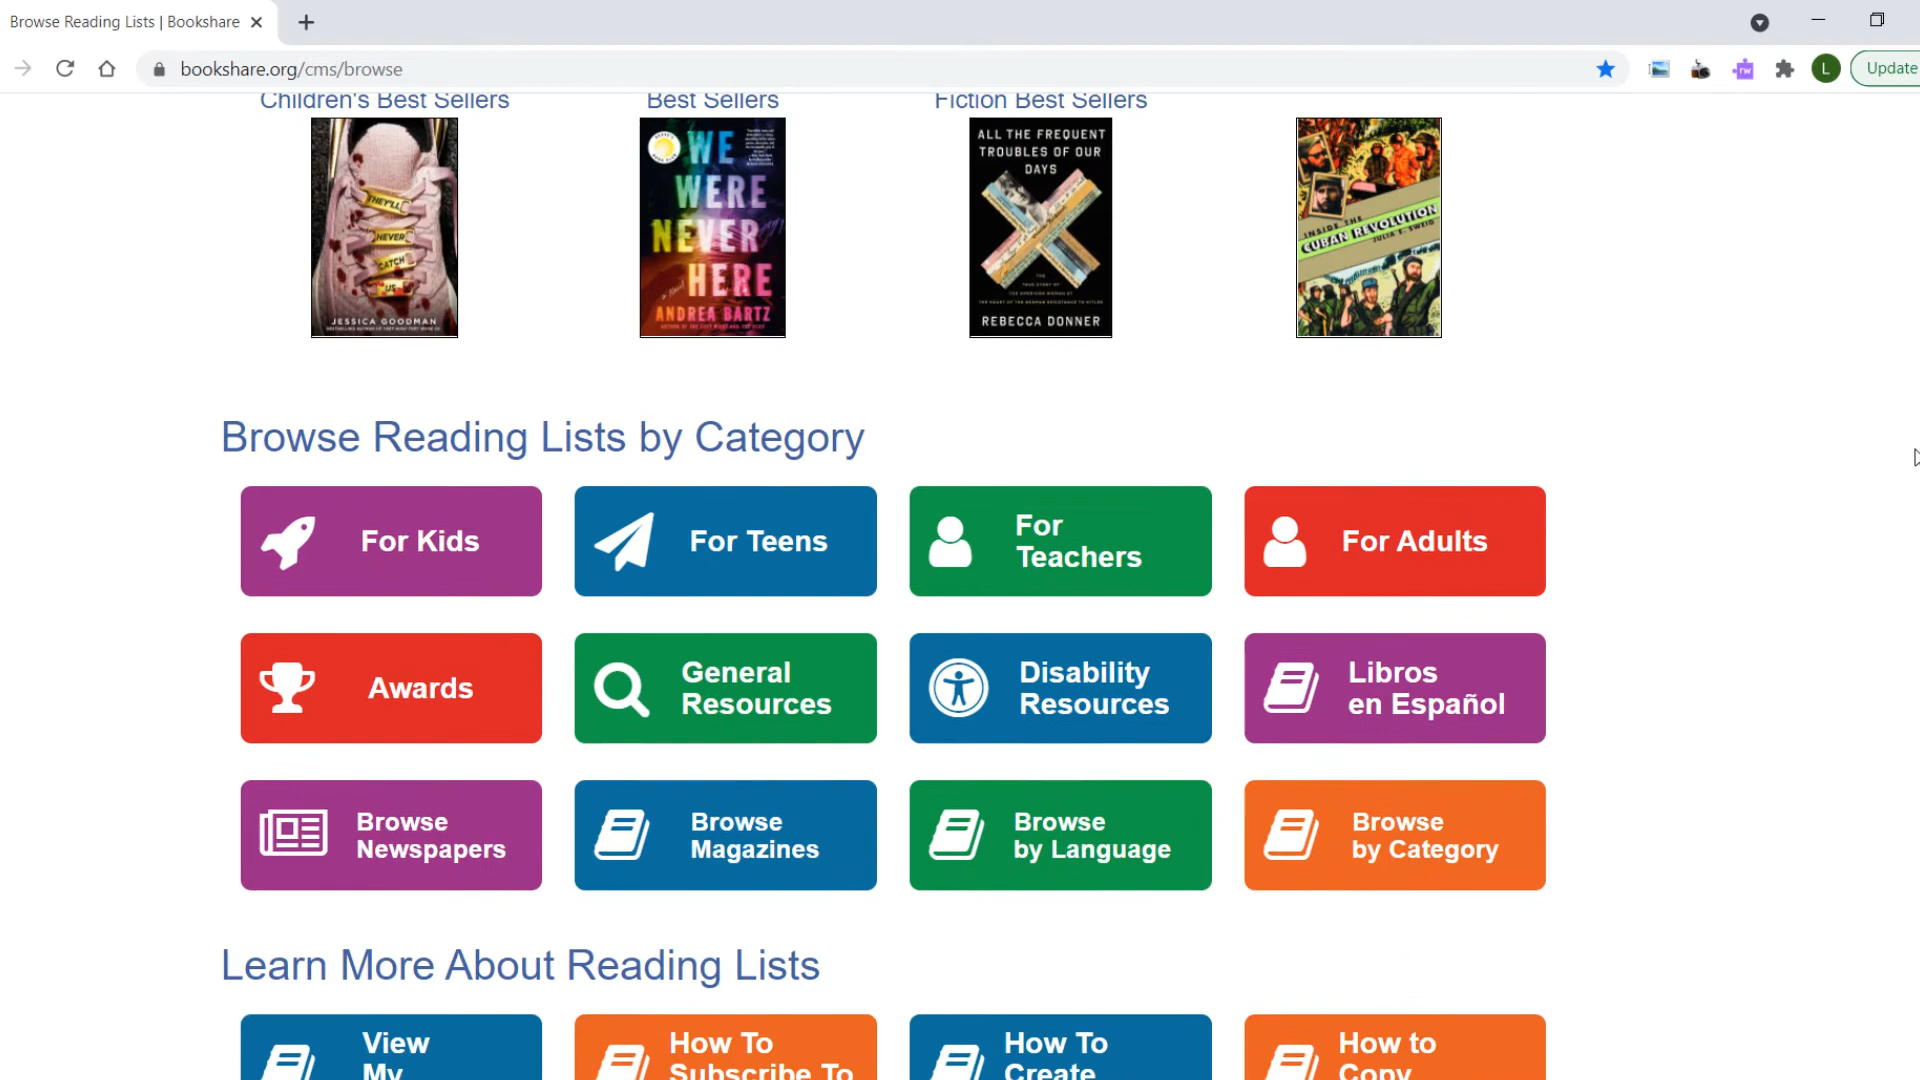 Browse Reading Lists | Bookshare
bookshare.org/cms/browse
L
Update
Children's Best Sellers
Best Sellers
Fiction Best Sellers
THEY'LL
NEVER
CATCH
US
JESSICA GOODMAN
WE
WERE
NEVER
HERE
a novel
ANDREA BARTZ
ALL THE FREQUENT
TROUBLES OF OUR
DAYS
REBECCA DONNER
INSIDE THE
CUBAN REVOLUTION
JULIA E. SWEIG
Browse Reading Lists by Category
For Kids
For Teens
For
Teachers
For Adults
Awards
General
Resources
Disability
Resources
Libros
en Español
Browse
Newspapers
Browse
Magazines
Browse
by Language
Browse
by Category
Learn More About Reading Lists
View
My
How To
Subscribe To
How To
Create
How to
Copy